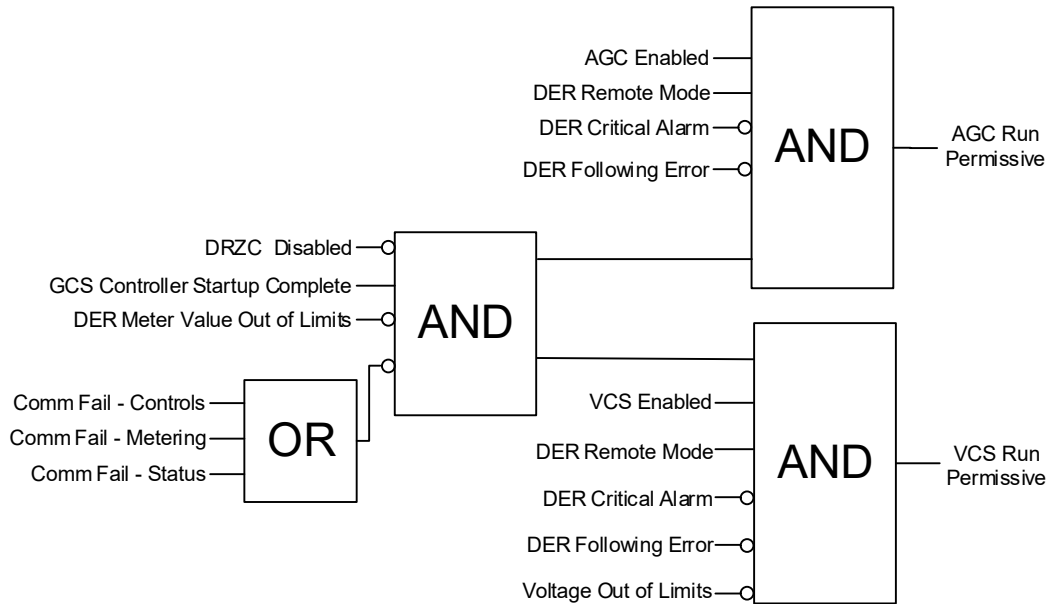 AGC Enabled
DER Remote Mode
DER Critical Alarm
DER Following Error
AND
AGC Run
Permissive
DRZC Disabled
GCS Controller Startup Complete
DER Meter Value Out of Limits
AND
Comm Fail - Controls
Comm Fail - Metering
Comm Fail - Status
OR
VCS Enabled
DER Remote Mode
DER Critical Alarm
DER Following Error
Voltage Out of Limits
AND
VCS Run
Permissive